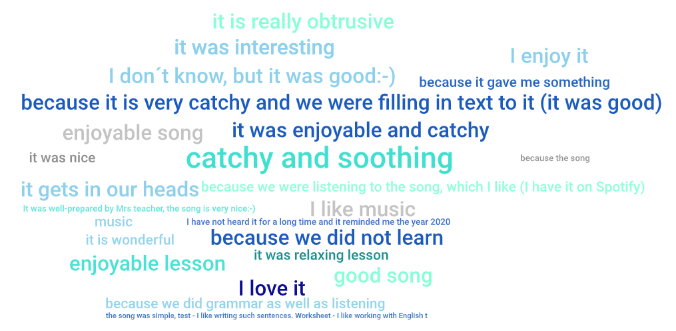 it is really obtrusive
it was interesting
I enjoy it
I don´t know, but it was good:-)
because it gave me something
because it is very catchy and we were filling in text to it (it was good)
enjoyable song
it was enjoyable and catchy
it was nice
catchy and soothing
because the song
it gets in our heads
because we were listening to the song, which I like (I have it on Spotify)
It was well-prepared by Mrs teacher, the song is very nice:-)
I like music
music
I have not heard it for a long time and it reminded me the year 2020
it is wonderful
because we did not learn
it was relaxing lesson
enjoyable lesson
good song
I love it
because we did grammar as well as listening
the song was simple, test - I like writing such sentences. Worksheet - I like working with English t